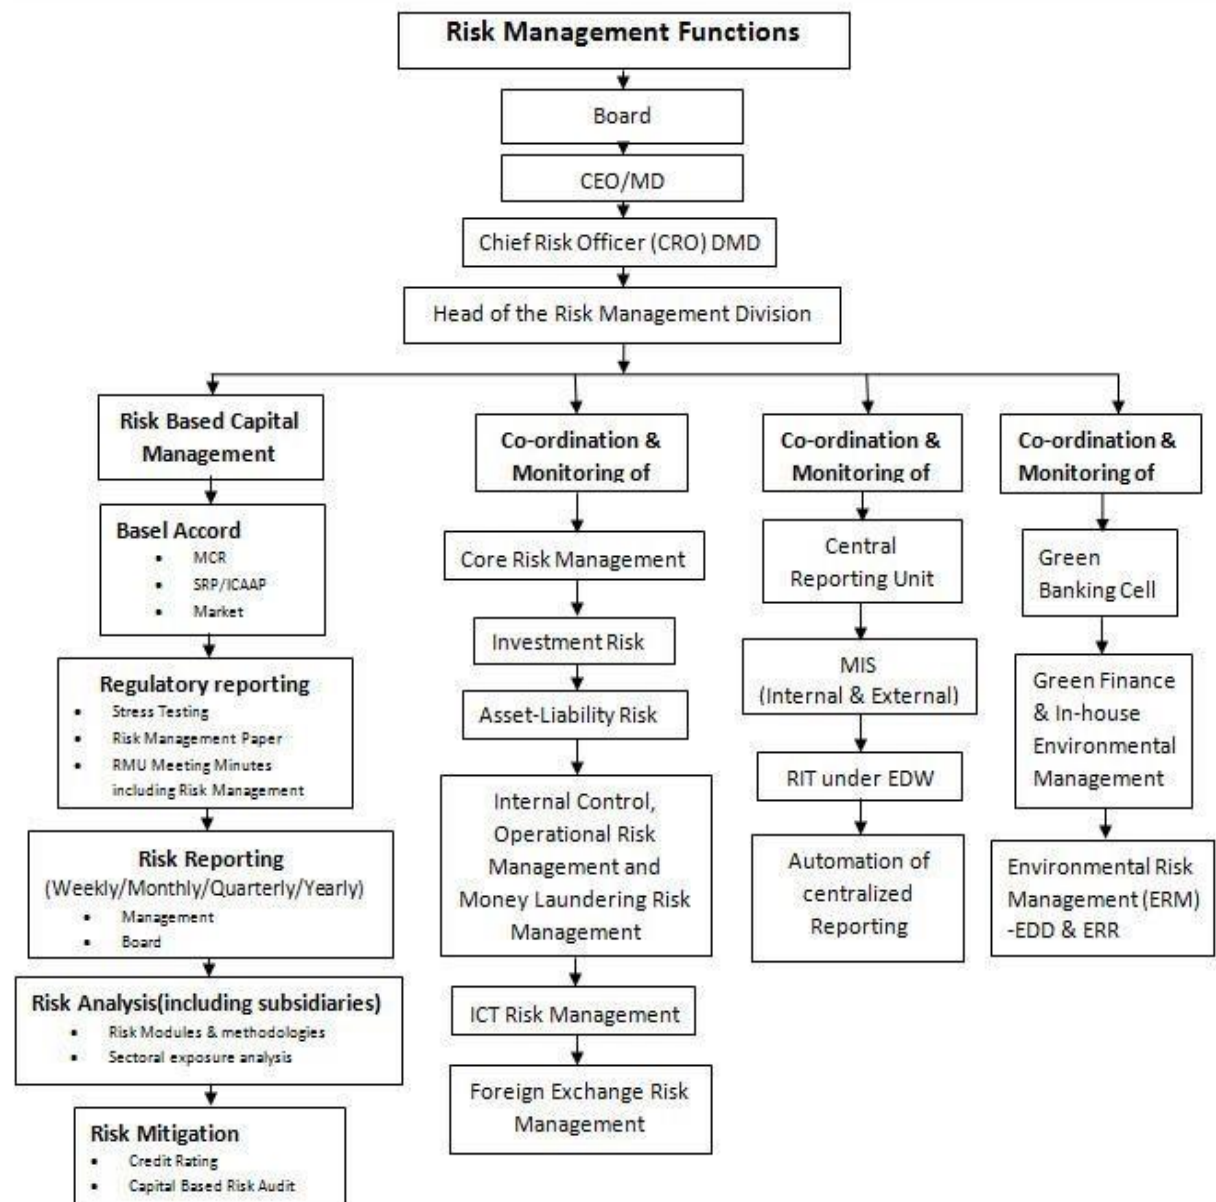 Risk Management Functions
Board
CEO/MD
Chief Risk Officer (CRO) DMD
Head of the Risk Management Division
Risk Based Capital
Management
Basel Accord
• MCR
• SRP/ICAAP
• Market
Regulatory reporting
• Stress Testing
• Risk Management Paper
• RMU Meeting Minutes
including Risk Management
Risk Reporting
(Weekly/Monthly/Quarterly/Yearly)
• Management
• Board
Risk Analysis(including subsidiaries)
• Risk Modules & methodologies
• Sectoral exposure analysis
Risk Mitigation
• Credit Rating
• Capital Based Risk Audit
Co-ordination &
Monitoring of
Core Risk Management
Investment Risk
Asset-Liability Risk
Internal Control,
Operational Risk
Management and
Money Laundering Risk
Management
ICT Risk Management
Foreign Exchange Risk
Management
Co-ordination &
Monitoring of
Central
Reporting Unit
MIS
(Internal & External)
RIT under EDW
Automation of
centralized
Reporting
Co-ordination &
Monitoring of
Green
Banking Cell
Green Finance
& In-house
Environmental
Management
Environmental Risk
Management (ERM)
-EDD & ERR